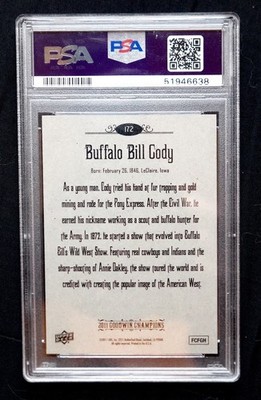 PSA
PSA
51946638
172
Buffalo Bill Cody
Born: February 26, 1846, LeClaire, Iowa
As a young man, Cody tried his hand at fur trapping and gold
mining and rode for the Pony Express. After the Civil War, he
earned his nickname working as a scout and buffalo hunter for
the Army. In 1872, he started a show that evolved into Buffalo
Bill's Wild West Show. Featuring real cowboys and Indians and the
sharp-shooting of Annie Oakley, the show toured the world and is
credited with creating the popular image of the American West.
2011 GOODWIN CHAMPIONS
FCFGH